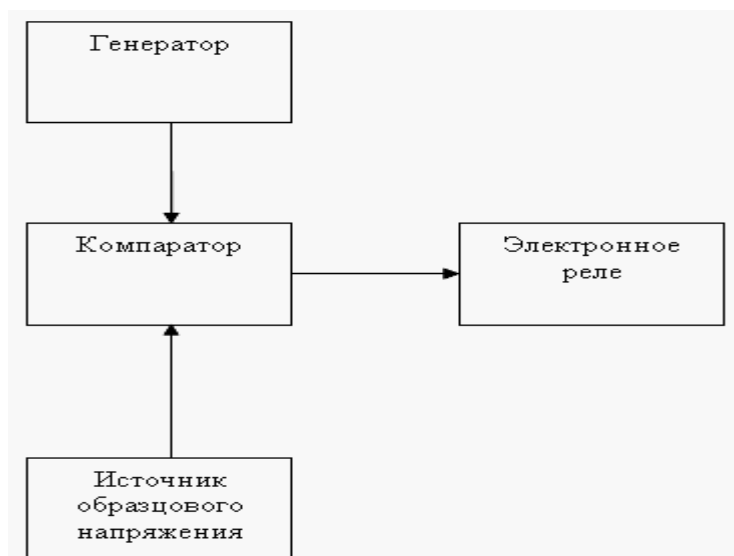 Генератор
Компаратор
Электронное
реле
Источник
образцового
напряжения